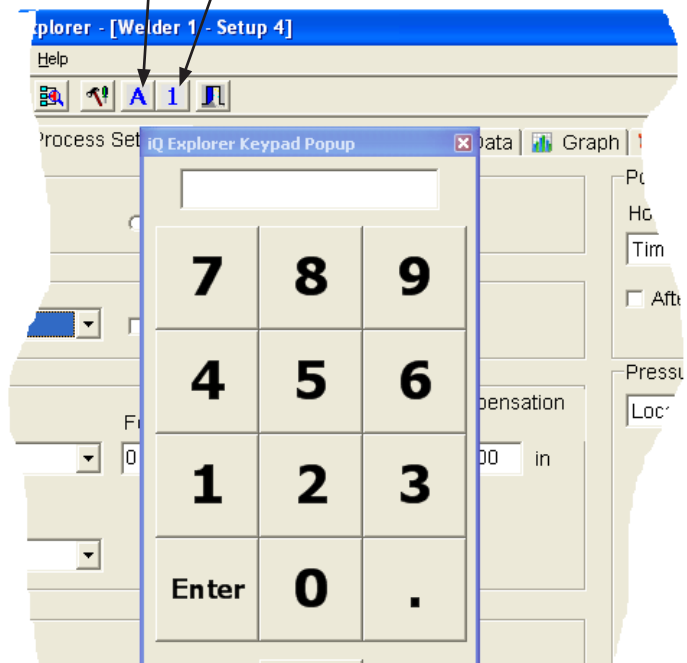 xplorer - [Welder 1 - Setup 4]
Help
A 1
Process Set
iQ Explorer Keypad Popup
Data
Graph
Ho
Tim
Afte
7 8 9
4 5 6
Pressu
pensation
Loc
F
0
00 in
1 2 3
Enter 0 .